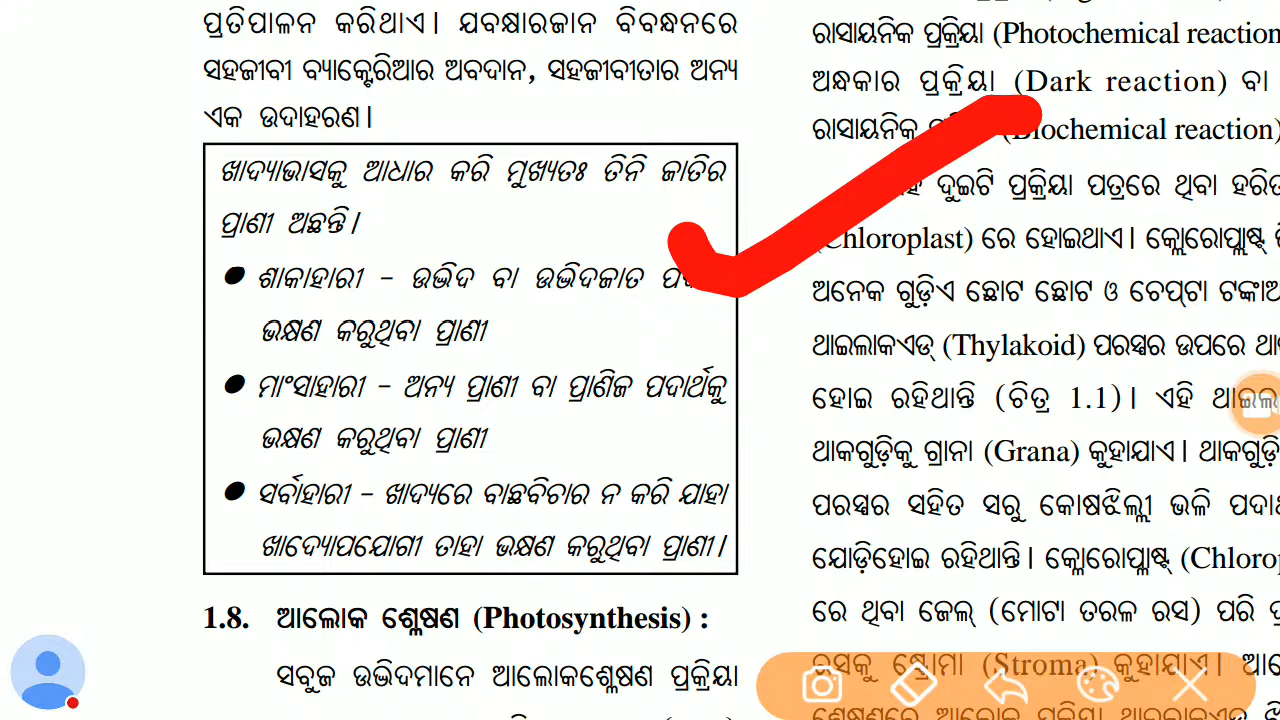 ପ୍ରତିପାଳନ କରିଥାଏ। ଯବକ୍ଷାରଜାନ ବିବନ୍ଧନରେ
ସହଜୀବୀ ବ୍ୟାକ୍ଟେରିଆର ଅବଦାନ, ସହଜୀବୀତାର ଅନ୍ୟ
ଏକ ଉଦାହରଣ।
ଖାଦ୍ୟାଭାସକୁ ଆଧାର କରି ମୁଖ୍ୟତଃ ତିନି ଜାତିର
ପ୍ରାଣୀ ଅଛନ୍ତି।
● ଶାକାହାରୀ – ଉଦ୍ଭିଦ ବା ଉଦ୍ଭିଦଜାତ
ଭକ୍ଷଣ କରୁଥିବା ପ୍ରାଣୀ
● ମାଂସାହାରୀ – ଅନ୍ୟ ପ୍ରାଣୀ ବା ପ୍ରାଣିଜ ପଦାର୍ଥକୁ
ଭକ୍ଷଣ କରୁଥିବା ପ୍ରାଣୀ
● ସର୍ବାହାରୀ – ଖାଦ୍ୟରେ ବାଛବିଚାର ନ କରି ଯାହା
ଖାଦ୍ୟୋପଯୋଗୀ ତାହା ଭକ୍ଷଣ କରୁଥିବା ପ୍ରାଣୀ।
1.8. ଆଲୋକ ଶ୍ଳେଷଣ (Photosynthesis) :
ସବୁଜ ଉଦ୍ଭିଦମାନେ ଆଲୋକଶ୍ଳେଷଣ ପ୍ରକ୍ରିୟା
ରାସାୟନିକ ପ୍ରକ୍ରିୟା (Photochemical reaction
ଅନ୍ଧକାର ପ୍ରକ୍ରିୟା (Dark reaction) ବା
ରାସାୟନିକ (Biochemical reaction)
ଦୁଇଟି ପ୍ରକ୍ରିୟା ପତ୍ରରେ ଥିବା
(Chloroplast) ରେ ହୋଇଥାଏ। କ୍ଲୋରୋପ୍ଲାଷ୍ଟ
ଅନେକ ଗୁଡ଼ିଏ ଛୋଟ ଛୋଟ ଓ ଚେପ୍ଟା
ଥାଇଲାକଏଡ୍ (Thylakoid) ପରସ୍ପର ଉପରେ
ହୋଇ ରହିଥାନ୍ତି (ଚିତ୍ର 1.1)। ଏହି
ଥାକଗୁଡ଼ିକୁ ଗ୍ରାନା (Grana) କୁହାଯାଏ।
ପରସ୍ପର ସହିତ ସରୁ କୋଷଝିଲ୍ଲୀ ଭଳି
ଯୋଡ଼ିହୋଇ ରହିଥାନ୍ତି। କ୍ଳୋରୋପ୍ଳାଷ୍ଟ
ରେ ଥିବା ଜେଲ୍ (ମୋଟା ତରଳ ରସ) ପରି
ରସକୁ ଷ୍ଟ୍ରୋମା (Stroma) କୁହାଯାଏ।